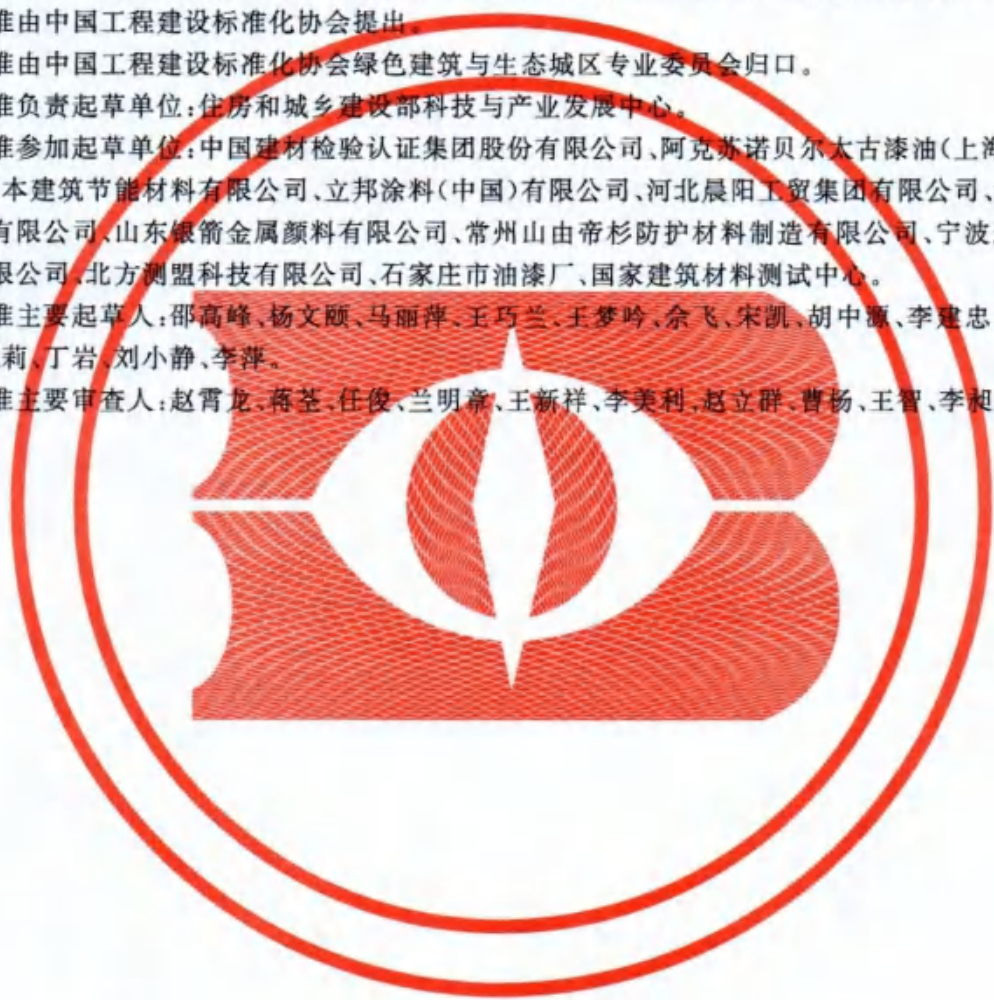 准由中国工程建设标准化协会提出。
准由中国工程建设标准化协会绿色建筑与生态城区专业委员会归口。
准负责起草单位:住房和城乡建设部科技与产业发展中心。
准参加起草单位:中国建材检验认证集团股份有限公司、阿克苏诺贝尔太古漆油(上海
本建筑节能材料有限公司、立邦涂料(中国)有限公司、河北晨阳工贸集团有限公司、
有限公司、山东银箭金属颜料有限公司、常州山由帝杉防护材料制造有限公司、宁波
限公司、北方测盟科技有限公司、石家庄市油漆厂、国家建筑材料测试中心。
准主要起草人:邵高峰、杨文颐、马丽萍、王巧兰、王梦吟、佘飞、宋凯、胡中源、李建忠
莉、丁岩、刘小静、李萍。
准主要审查人:赵霄龙、蒋荃、任俊、兰明章、王新祥、李美利、赵立群、曹杨、王智、李昶